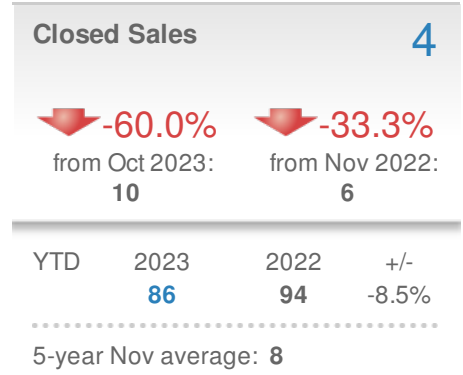 Closed Sales 4
-60.0% -33.3%
from Oct 2023: from Nov 2022:
10 6
YTD 2023 2022 +/-
86 94 -8.5%
5-year Nov average: 8